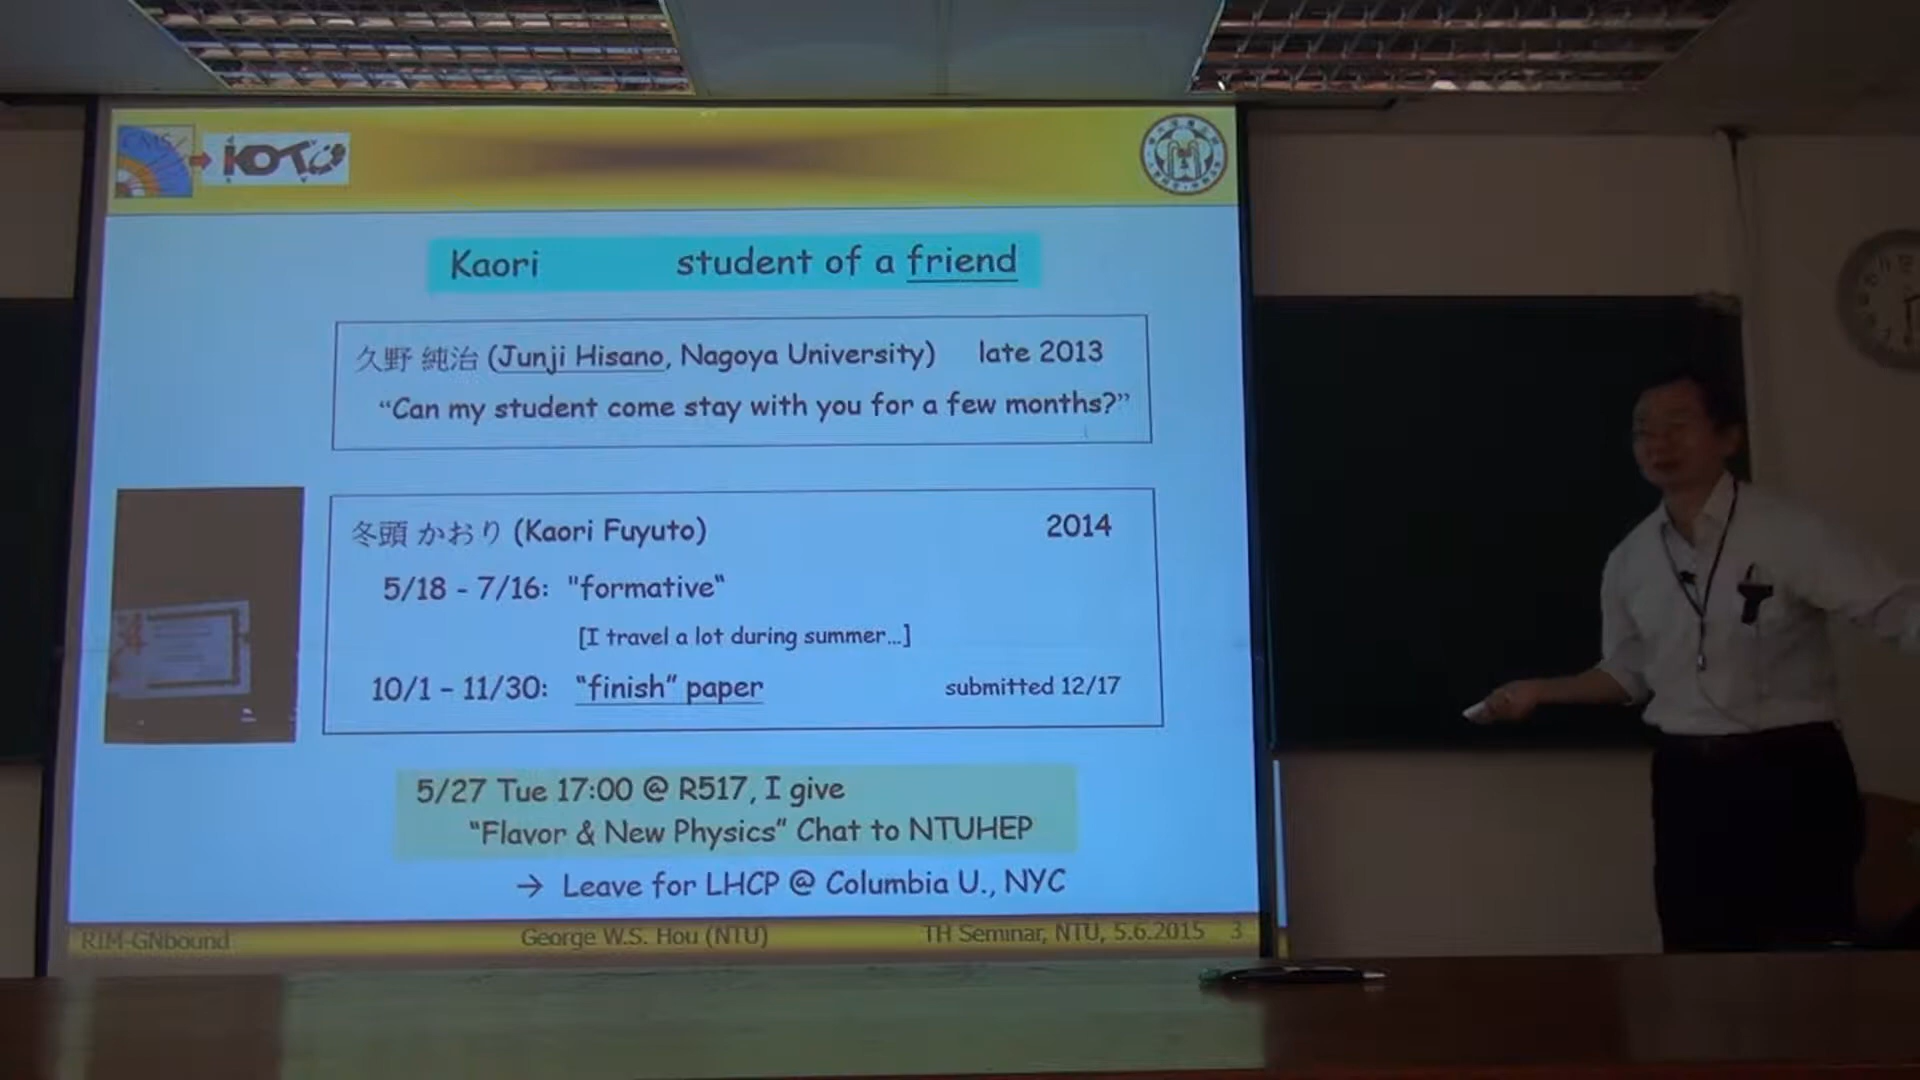 CMS
KOTO
Kaori student of a friend
久野 純治 (Junji Hisano, Nagoya University) late 2013
“Can my student come stay with you for a few months?”
冬頭 かおり (Kaori Fuyuto) 2014
5/18 - 7/16: "formative“
[I travel a lot during summer...]
10/1 - 11/30: “finish” paper submitted 12/17
5/27 Tue 17:00 @ R517, I give
“Flavor & New Physics” Chat to NTUHEP
→ Leave for LHCP @ Columbia U., NYC
RIM-GNbound George W.S. Hou (NTU) TH Seminar, NTU, 5.6.2015 3